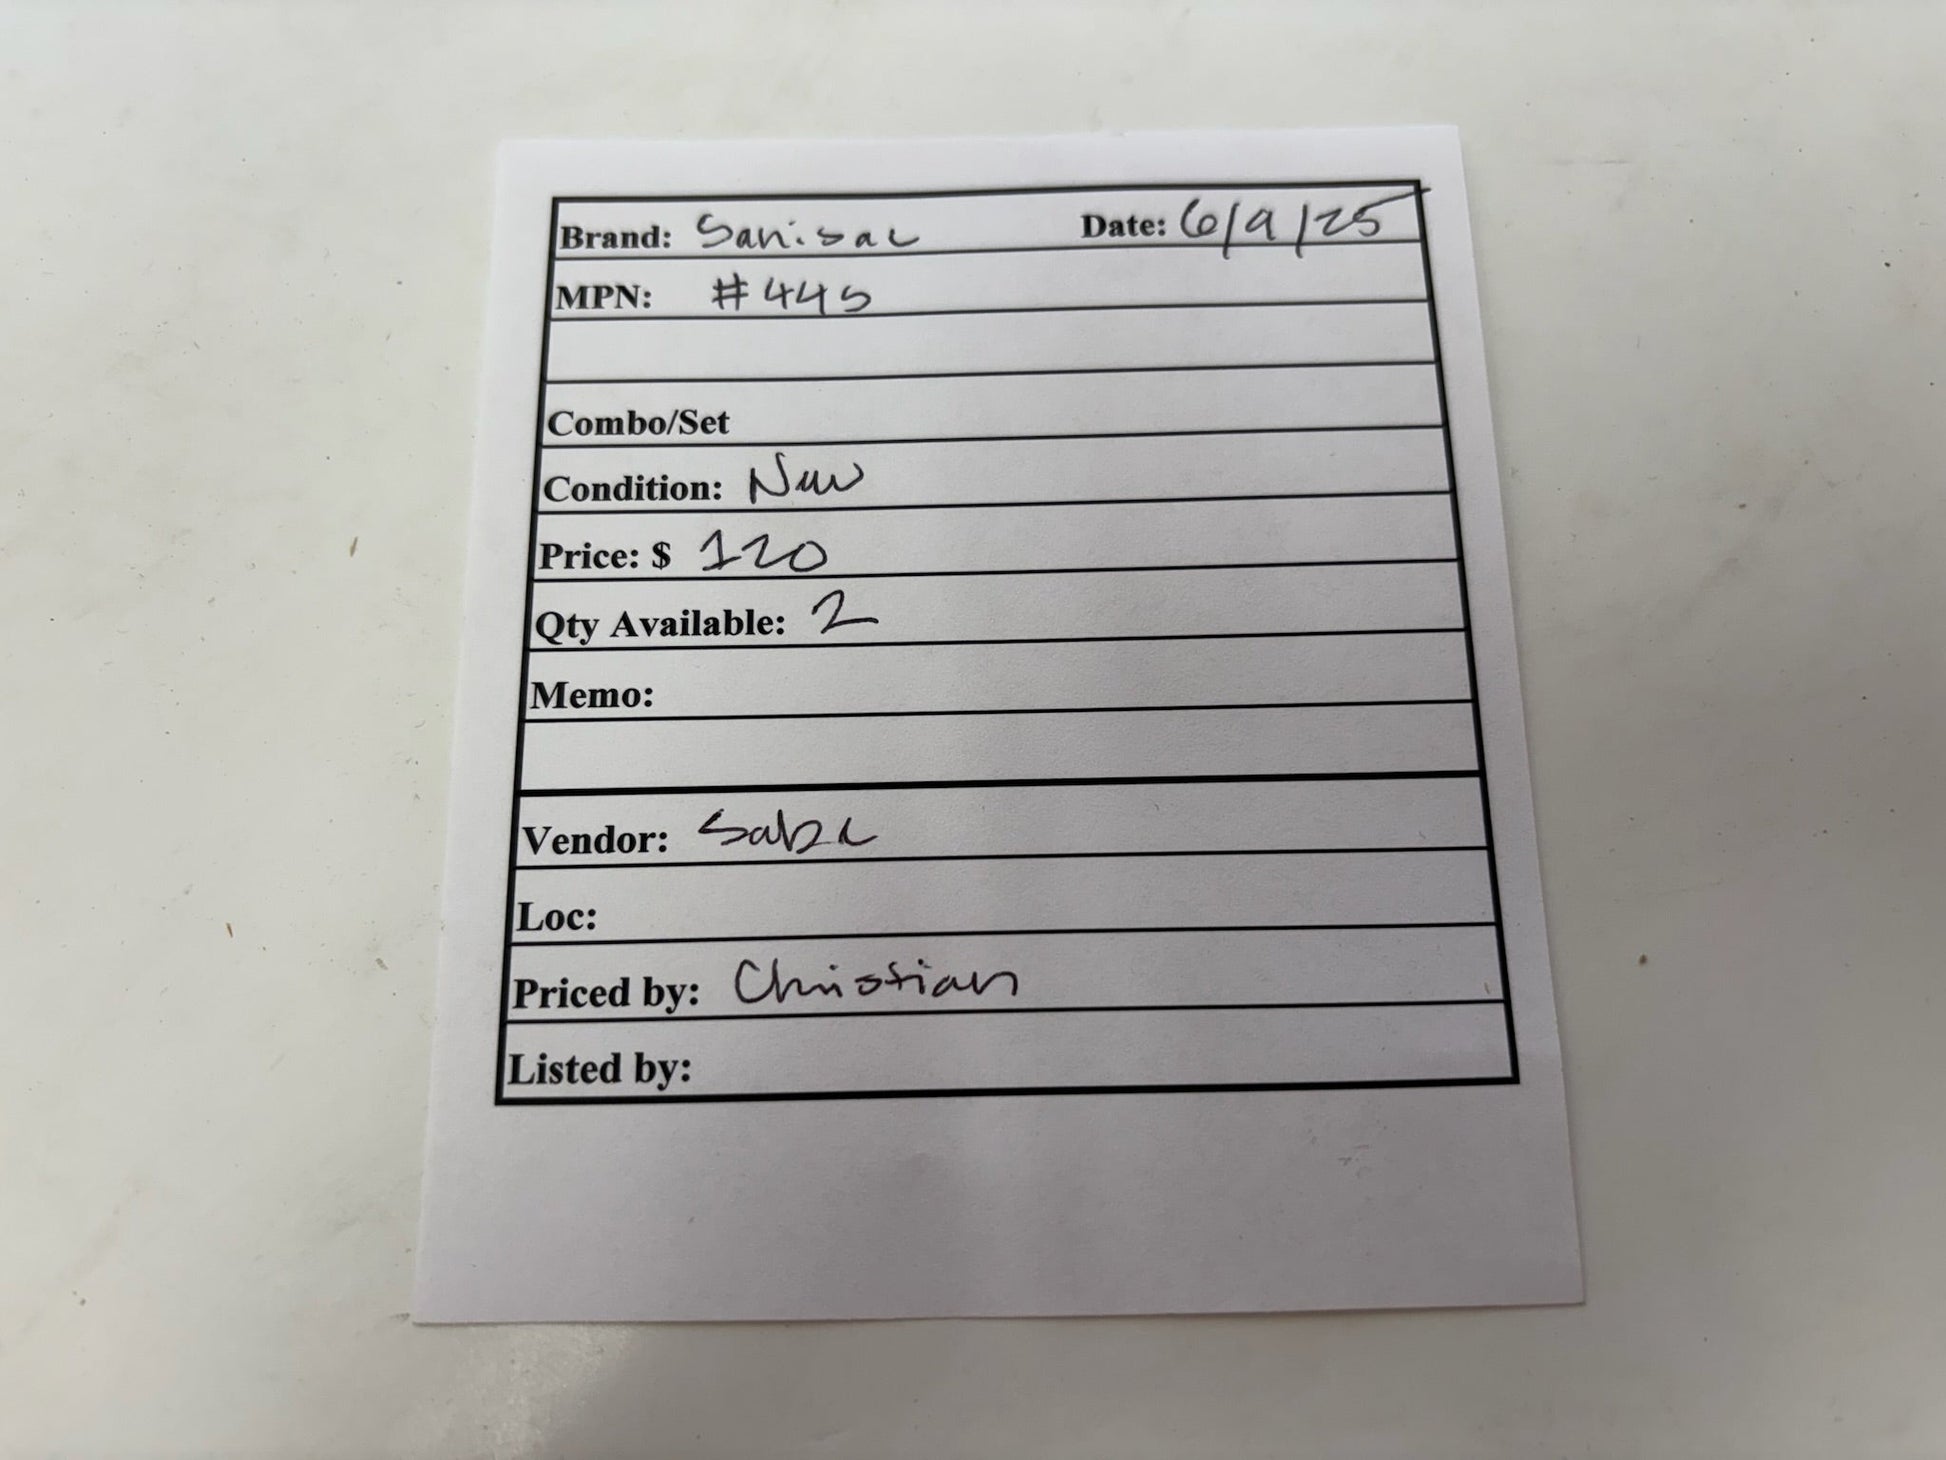 Brand: Sanisac Date: 6/9/25
MPN: #445
Combo/Set
Condition: New
Price: $ 120
Qty Available: 2
Memo:
Vendor:
Loc:
Priced by: Christian
Listed by: